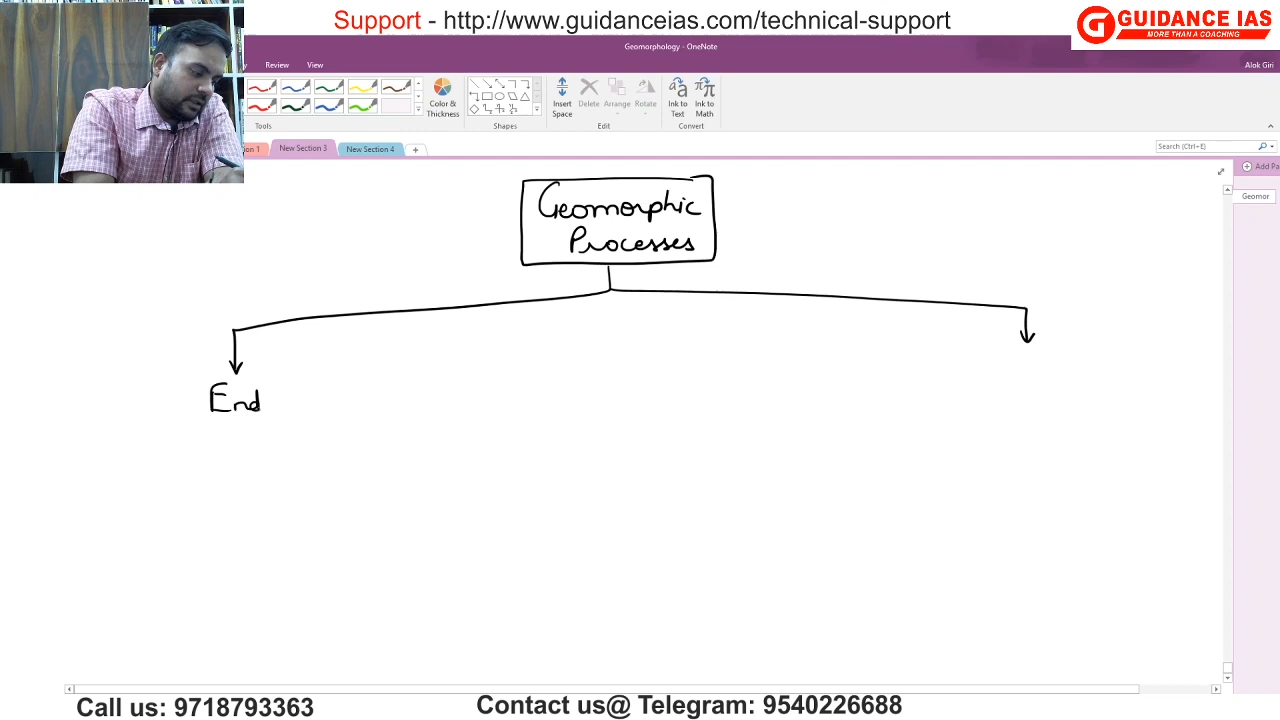 Support - http://www.guidanceias.com/technical-support
GUIDANCE IAS
MORE THAN A COACHING
Geomorphology - OneNote
Review View
Alok Giri
Color & Thickness
Insert Space
Delete
Arrange
Rotate
Ink to Text
Ink to Math
Tools
Shapes
Edit
Convert
New Section 3
New Section 4
Search (Ctrl+E)
Add Pa
Geomor
Geomorphic
Processes
End
Call us: 9718793363
Contact us@ Telegram: 9540226688